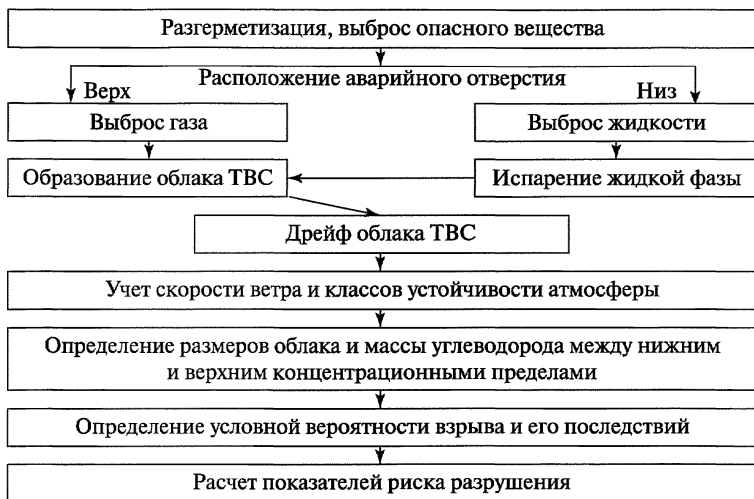 Разгерметизация, выброс опасного вещества
Расположение аварийного отверстия
Верх
Низ
Выброс газа
Выброс жидкости
Образование облака ТВС
Испарение жидкой фазы
Дрейф облака ТВС
Учет скорости ветра и классов устойчивости атмосферы
Определение размеров облака и массы углеводорода между нижним
и верхним концентрационными пределами
Определение условной вероятности взрыва и его последствий
Расчет показателей риска разрушения